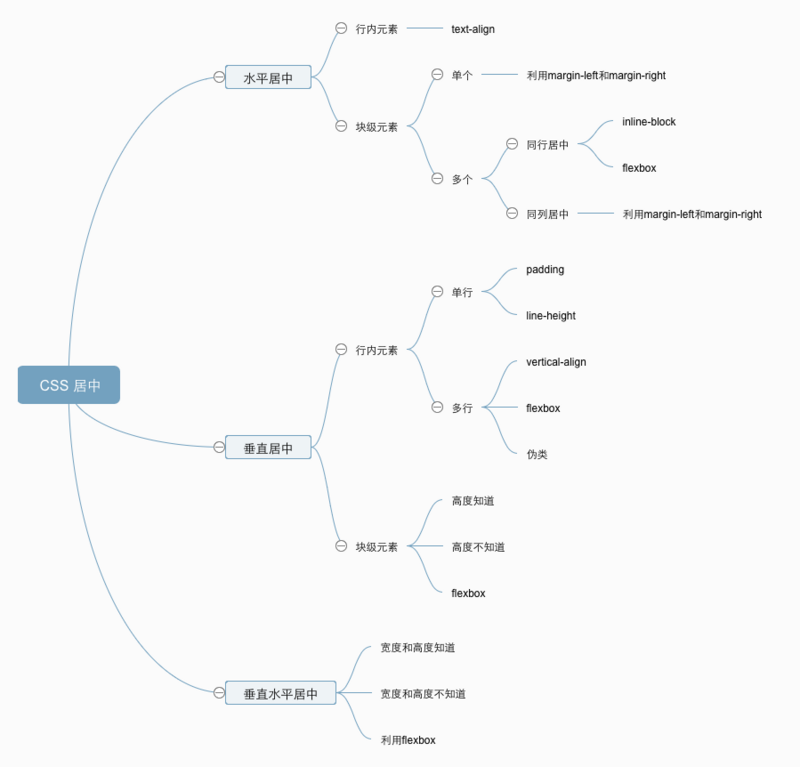 CSS 居中
水平居中
行内元素
text-align
块级元素
单个
利用margin-left和margin-right
多个
同行居中
inline-block
flexbox
同列居中
利用margin-left和margin-right
垂直居中
行内元素
单行
padding
line-height
多行
vertical-align
flexbox
伪类
块级元素
高度知道
高度不知道
flexbox
垂直水平居中
宽度和高度知道
宽度和高度不知道
利用flexbox